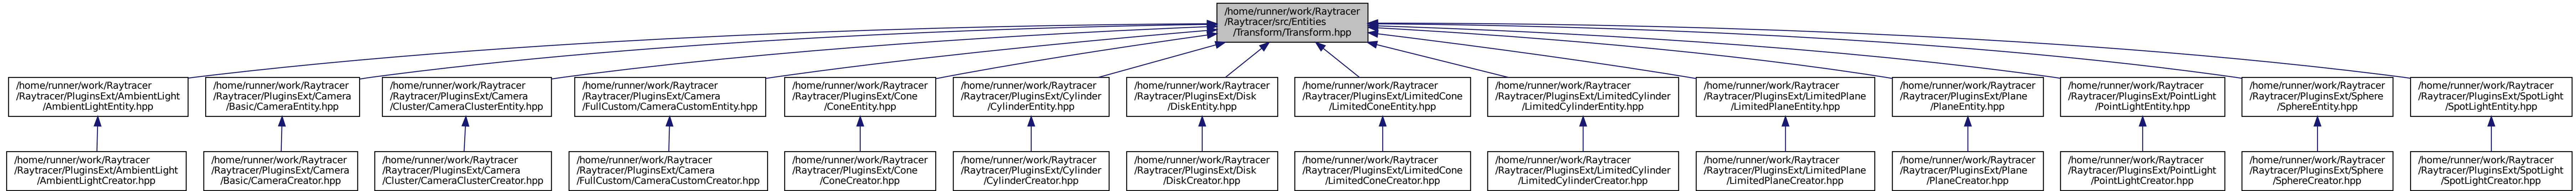 /home/runner/work/Raytracer
/Raytracer/src/Entities
/Transform/Transform.hpp
/home/runner/work/Raytracer
/Raytracer/PluginsExt/AmbientLight
/AmbientLightEntity.hpp
/home/runner/work/Raytracer
/Raytracer/PluginsExt/Camera
/Basic/CameraEntity.hpp
/home/runner/work/Raytracer
/Raytracer/PluginsExt/Camera
/Cluster/CameraClusterEntity.hpp
/home/runner/work/Raytracer
/Raytracer/PluginsExt/Camera
/FullCustom/CameraCustomEntity.hpp
/home/runner/work/Raytracer
/Raytracer/PluginsExt/Cone
/ConeEntity.hpp
/home/runner/work/Raytracer
/Raytracer/PluginsExt/Cylinder
/CylinderEntity.hpp
/home/runner/work/Raytracer
/Raytracer/PluginsExt/Disk
/DiskEntity.hpp
/home/runner/work/Raytracer
/Raytracer/PluginsExt/LimitedCone
/LimitedConeEntity.hpp
/home/runner/work/Raytracer
/Raytracer/PluginsExt/LimitedCylinder
/LimitedCylinderEntity.hpp
/home/runner/work/Raytracer
/Raytracer/PluginsExt/LimitedPlane
/LimitedPlaneEntity.hpp
/home/runner/work/Raytracer
/Raytracer/PluginsExt/Plane
/PlaneEntity.hpp
/home/runner/work/Raytracer
/Raytracer/PluginsExt/PointLight
/PointLightEntity.hpp
/home/runner/work/Raytracer
/Raytracer/PluginsExt/Sphere
/SphereEntity.hpp
/home/runner/work/Raytracer
/Raytracer/PluginsExt/SpotLight
/SpotLightEntity.hpp
/home/runner/work/Raytracer
/Raytracer/PluginsExt/AmbientLight
/AmbientLightCreator.hpp
/home/runner/work/Raytracer
/Raytracer/PluginsExt/Camera
/Basic/CameraCreator.hpp
/home/runner/work/Raytracer
/Raytracer/PluginsExt/Camera
/Cluster/CameraClusterCreator.hpp
/home/runner/work/Raytracer
/Raytracer/PluginsExt/Camera
/FullCustom/CameraCustomCreator.hpp
/home/runner/work/Raytracer
/Raytracer/PluginsExt/Cone
/ConeCreator.hpp
/home/runner/work/Raytracer
/Raytracer/PluginsExt/Cylinder
/CylinderCreator.hpp
/home/runner/work/Raytracer
/Raytracer/PluginsExt/Disk
/DiskCreator.hpp
/home/runner/work/Raytracer
/Raytracer/PluginsExt/LimitedCone
/LimitedConeCreator.hpp
/home/runner/work/Raytracer
/Raytracer/PluginsExt/LimitedCylinder
/LimitedCylinderCreator.hpp
/home/runner/work/Raytracer
/Raytracer/PluginsExt/LimitedPlane
/LimitedPlaneCreator.hpp
/home/runner/work/Raytracer
/Raytracer/PluginsExt/Plane
/PlaneCreator.hpp
/home/runner/work/Raytracer
/Raytracer/PluginsExt/PointLight
/PointLightCreator.hpp
/home/runner/work/Raytracer
/Raytracer/PluginsExt/Sphere
/SphereCreator.hpp
/home/runner/work/Raytracer
/Raytracer/PluginsExt/SpotLight
/SpotLightCreator.hpp